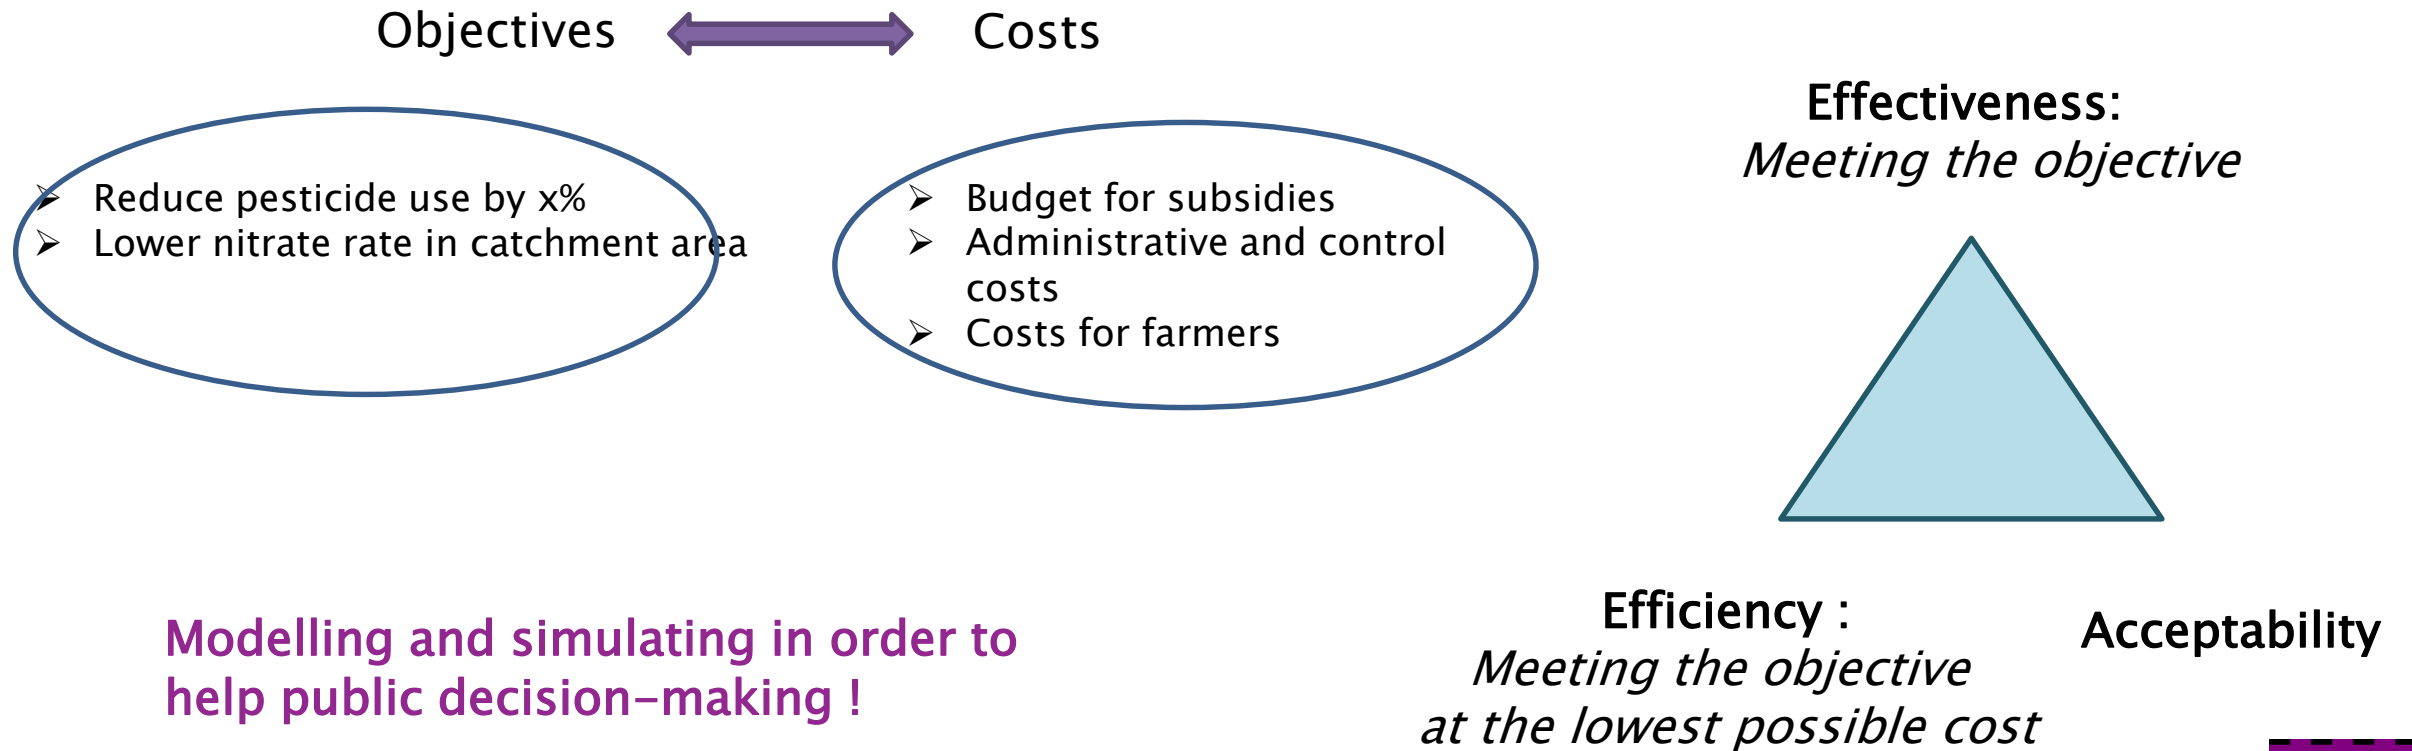 Objectives
Costs
➢ Reduce pesticide use by x%
➢ Lower nitrate rate in catchment area
➢ Budget for subsidies
➢ Administrative and control
costs
➢ Costs for farmers
Effectiveness:
Meeting the objective
Efficiency :
Meeting the objective
at the lowest possible cost
Acceptability
Modelling and simulating in order to
help public decision-making !